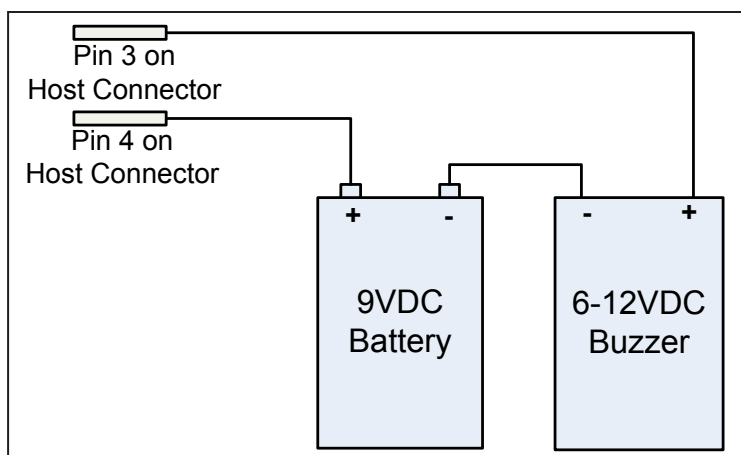 Pin 3 on
Host Connector
Pin 4 on
Host Connector
+ -
- +
9VDC
Battery
6-12VDC
Buzzer